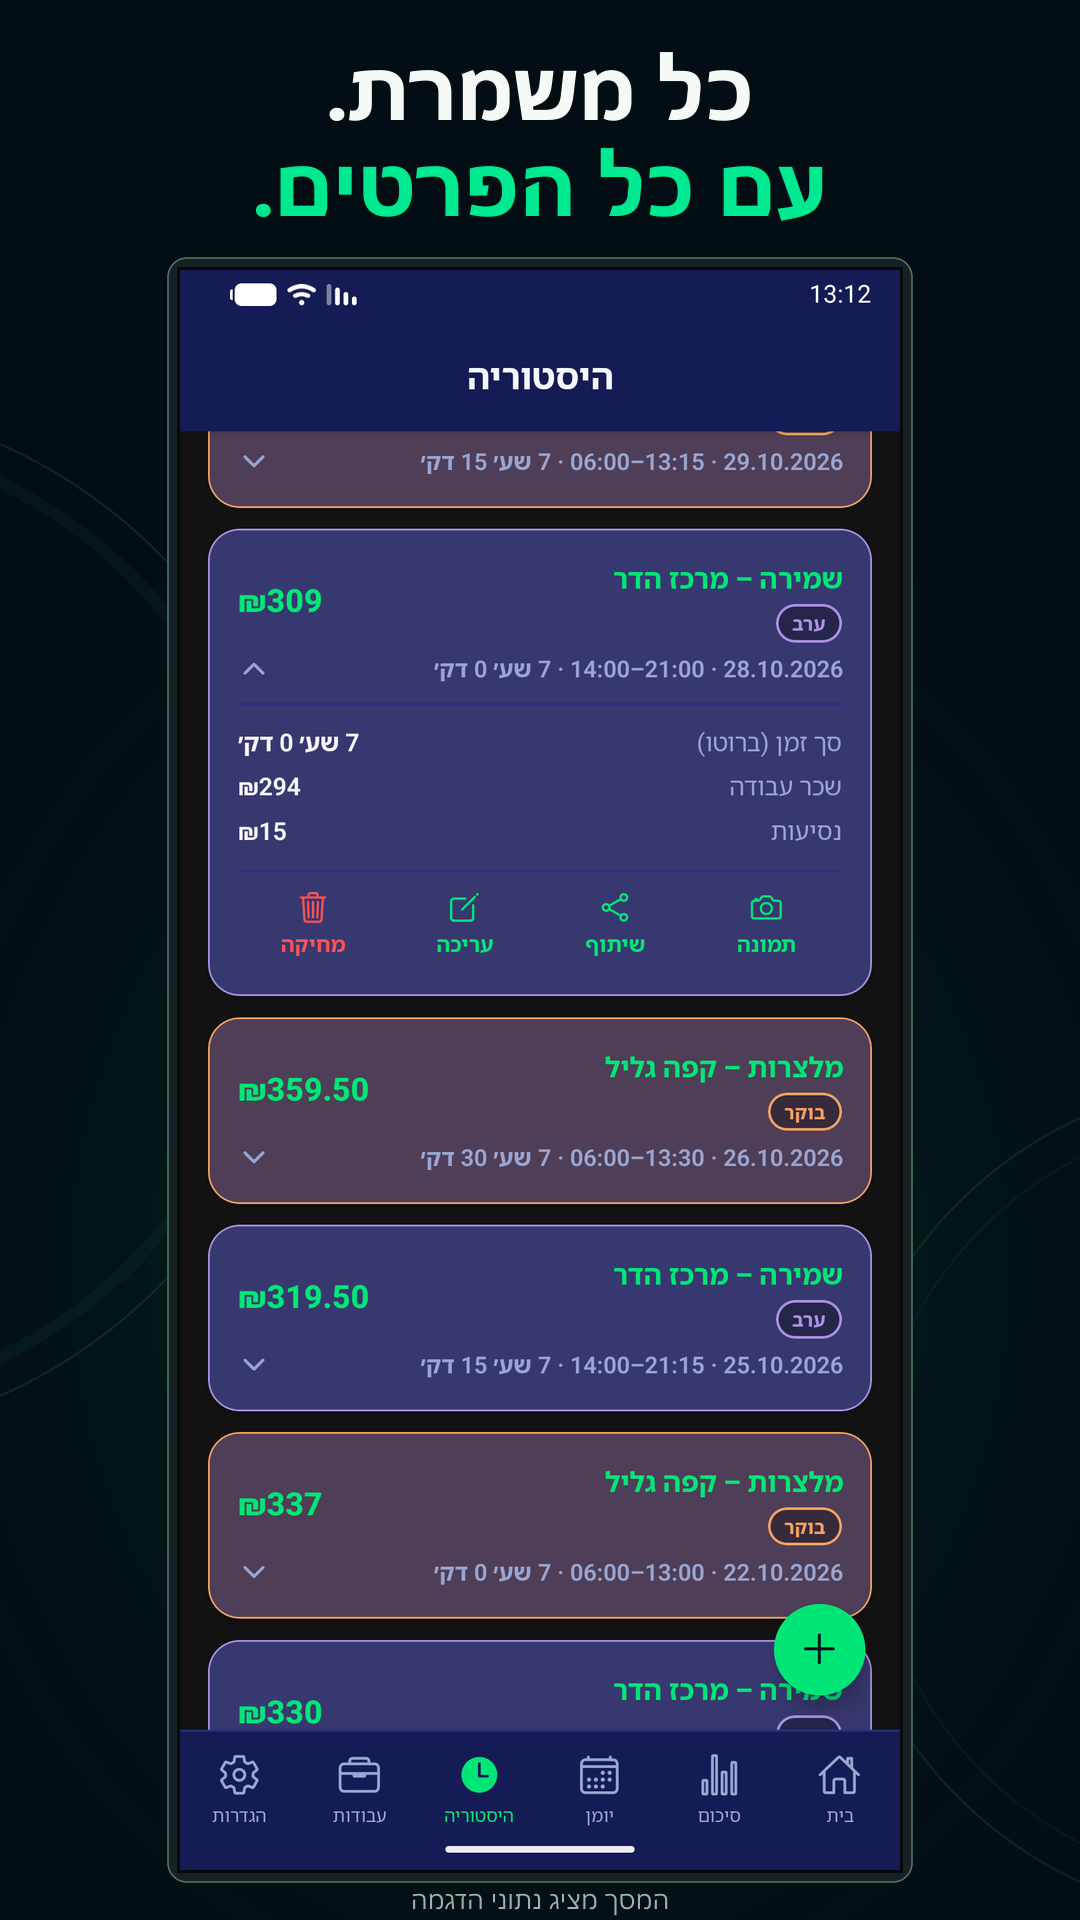 כל משמרת.
עם כל הפרטים.
13:12
היסטוריה
29.10.2026 · 06:00–13:15 · 7 שע׳ 15 דק׳
שמירה – מרכז הדר
₪309
ערב
28.10.2026 · 14:00–21:00 · 7 שע׳ 0 דק׳
סך זמן (ברוטו) 7 שע׳ 0 דק׳
שכר עבודה ₪294
נסיעות ₪15
תמונה שיתוף עריכה מחיקה
מלצרות – קפה גליל
₪359.50
בוקר
26.10.2026 · 06:00–13:30 · 7 שע׳ 30 דק׳
שמירה – מרכז הדר
₪319.50
ערב
25.10.2026 · 14:00–21:15 · 7 שע׳ 15 דק׳
מלצרות – קפה גליל
₪337
בוקר
22.10.2026 · 06:00–13:00 · 7 שע׳ 0 דק׳
שמירה – מרכז הדר
₪330
בית סיכום יומן היסטוריה עבודות הגדרות
המסך מציג נתוני הדגמה